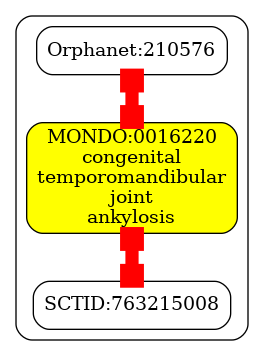 Orphanet:210576
MONDO:0016220
congenital
temporomandibular
joint
ankylosis
SCTID:763215008